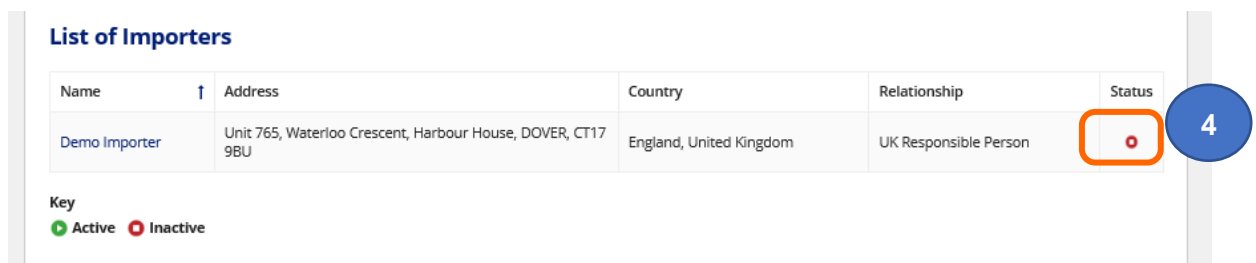 List of Importers
Name ↑ Address Country Relationship Status
Demo Importer Unit 765, Waterloo Crescent, Harbour House, DOVER, CT17 9BU England, United Kingdom UK Responsible Person
4
Key
Active Inactive